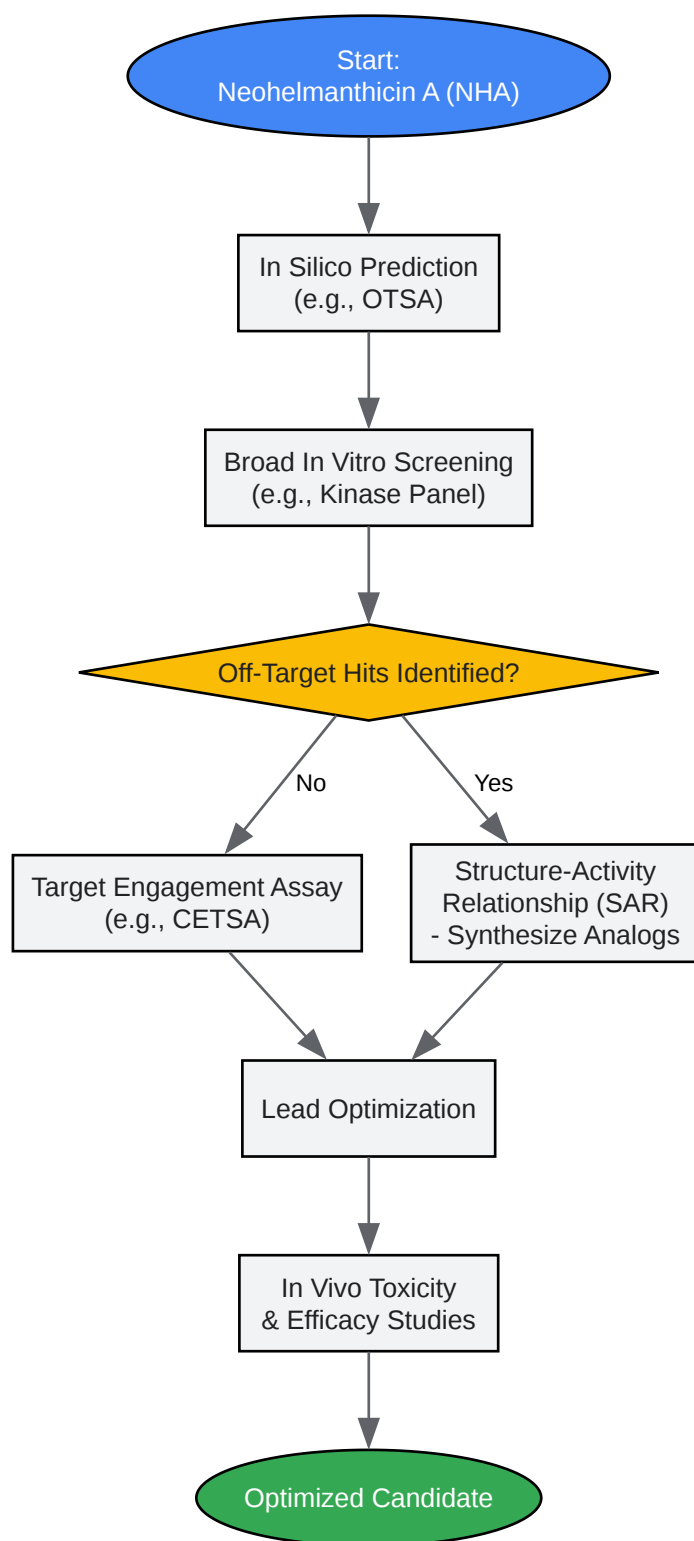 Start:
Neohelmanthicin A (NHA)
In Silico Prediction
(e.g., OTSA)
Broad In Vitro Screening
(e.g., Kinase Panel)
Off-Target Hits Identified?
No
Yes
Target Engagement Assay
(e.g., CETSA)
Structure-Activity
Relationship (SAR)
- Synthesize Analogs
Lead Optimization
In Vivo Toxicity
& Efficacy Studies
Optimized Candidate